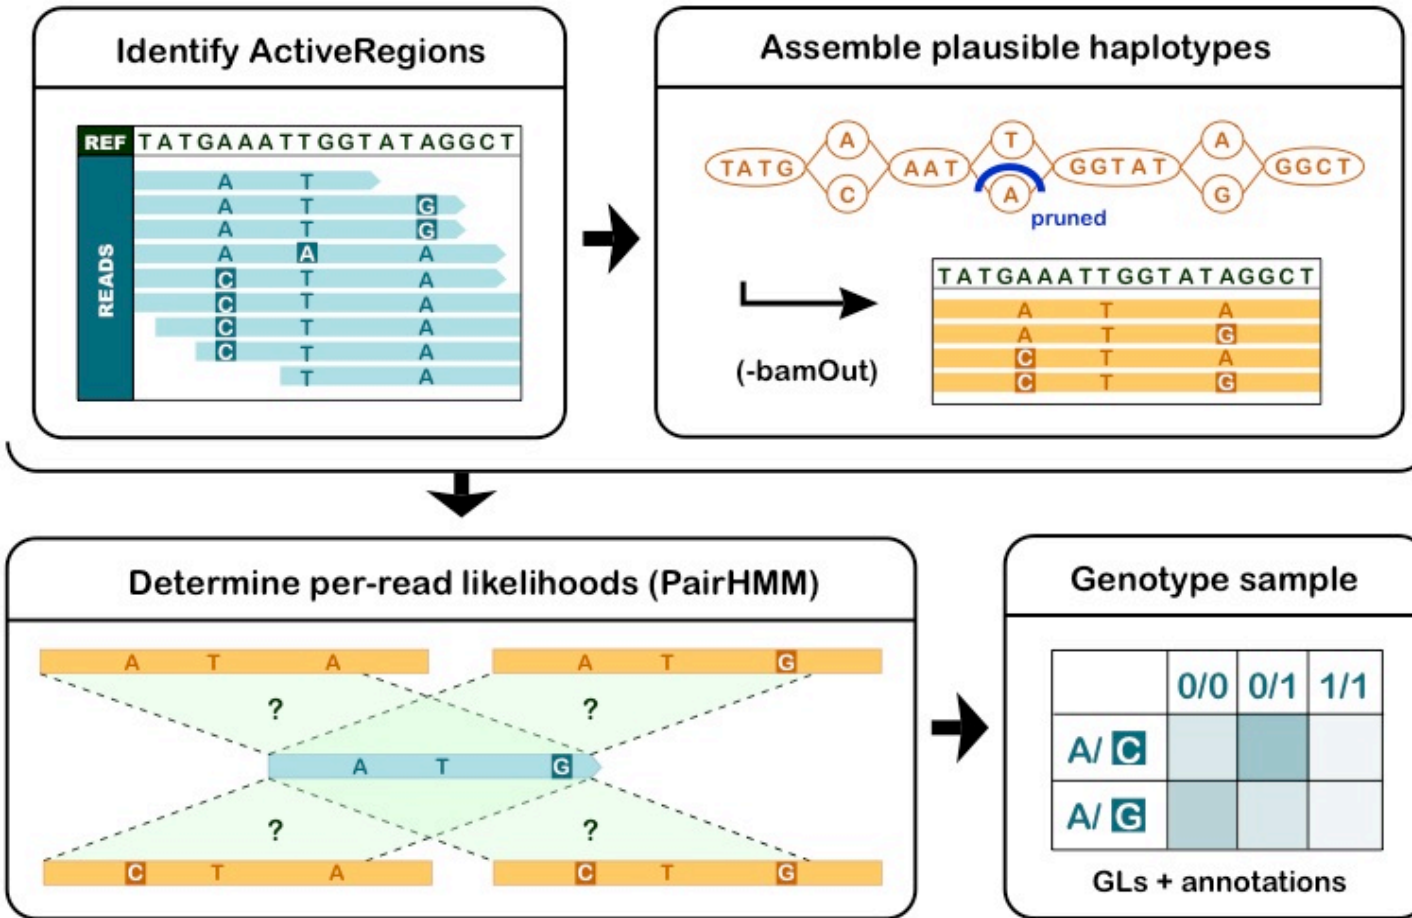 Identify ActiveRegions
REF TATGAAATTGGTATAGGCT
READS
A T
A T G
A T G
A A A
C T A
C T A
C T A
C T A
T A
Assemble plausible haplotypes
A T A
TATG AAT GGTAT GGCT
C A G
pruned
(-bamOut)
TATGAAATTGGTATAGGCT
A T A
A T G
C T A
C T G
Determine per-read likelihoods (PairHMM)
A T A A T G
? ?
A T G
? ?
C T A C T G
Genotype sample
0/0 0/1 1/1
A/ C
A/ G
GLs + annotations